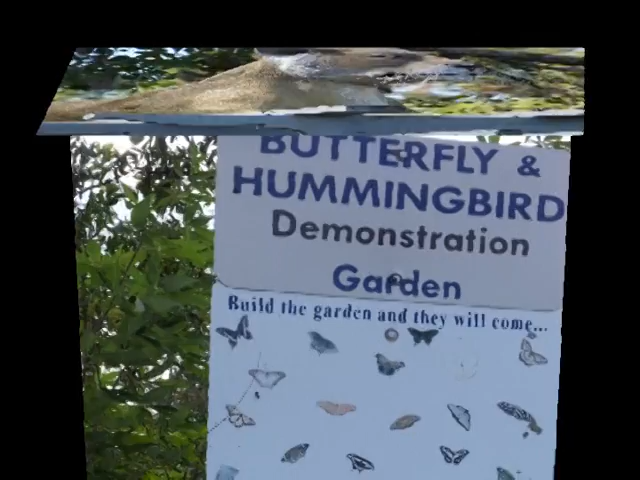 BUTTERFLY &
HUMMINGBIRD
Demonstration
Garden
Build the garden and they will come...